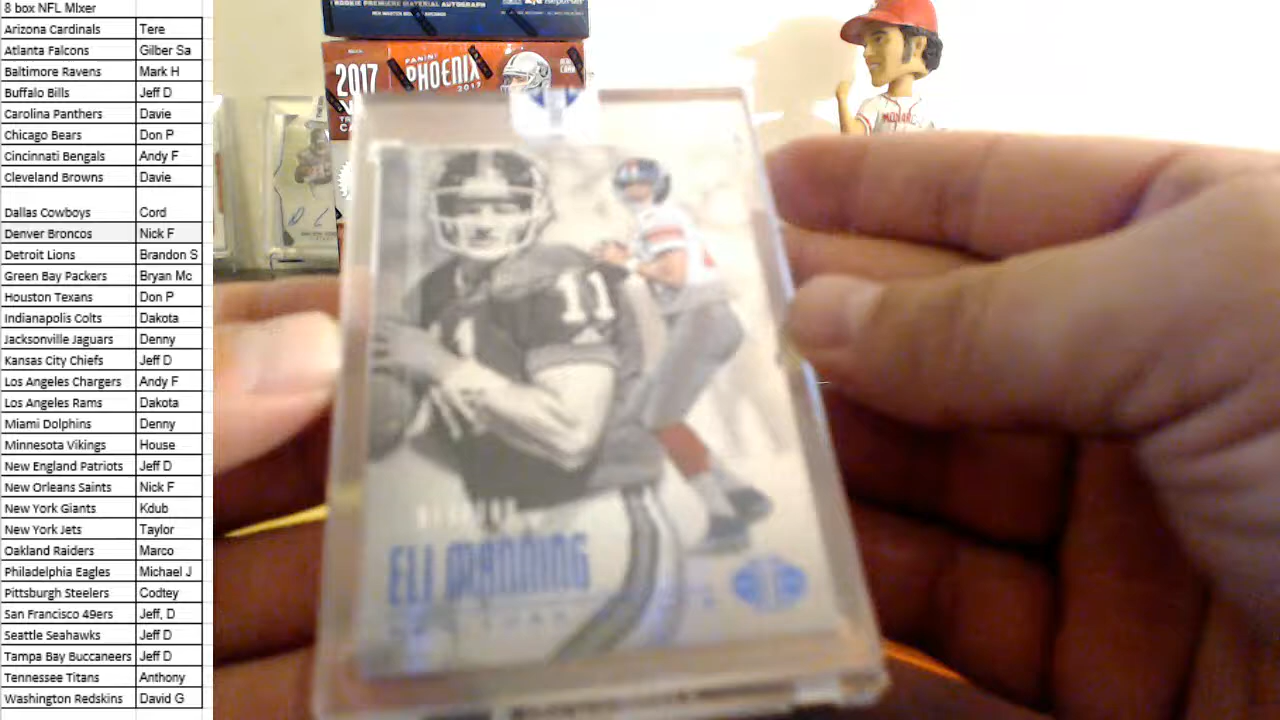 8 box NFL MIxer
Arizona Cardinals Tere
Atlanta Falcons Gilber Sa
Baltimore Ravens Mark H
Buffalo Bills Jeff D
Carolina Panthers Davie
Chicago Bears Don P
Cincinnati Bengals Andy F
Cleveland Browns Davie
Dallas Cowboys Cord
Denver Broncos Nick F
Detroit Lions Brandon S
Green Bay Packers Bryan Mc
Houston Texans Don P
Indianapolis Colts Dakota
Jacksonville Jaguars Denny
Kansas City Chiefs Jeff D
Los Angeles Chargers Andy F
Los Angeles Rams Dakota
Miami Dolphins Denny
Minnesota Vikings House
New England Patriots Jeff D
New Orleans Saints Nick F
New York Giants Kdub
New York Jets Taylor
Oakland Raiders Marco
Philadelphia Eagles Michael J
Pittsburgh Steelers Codtey
San Francisco 49ers Jeff, D
Seattle Seahawks Jeff D
Tampa Bay Buccaneers Jeff D
Tennessee Titans Anthony
Washington Redskins David G
ROOKIE PREMIERE MATERIAL AUTOGRAPH
2017
PANINI
PHOENIX
2017
11
ELI MANNING